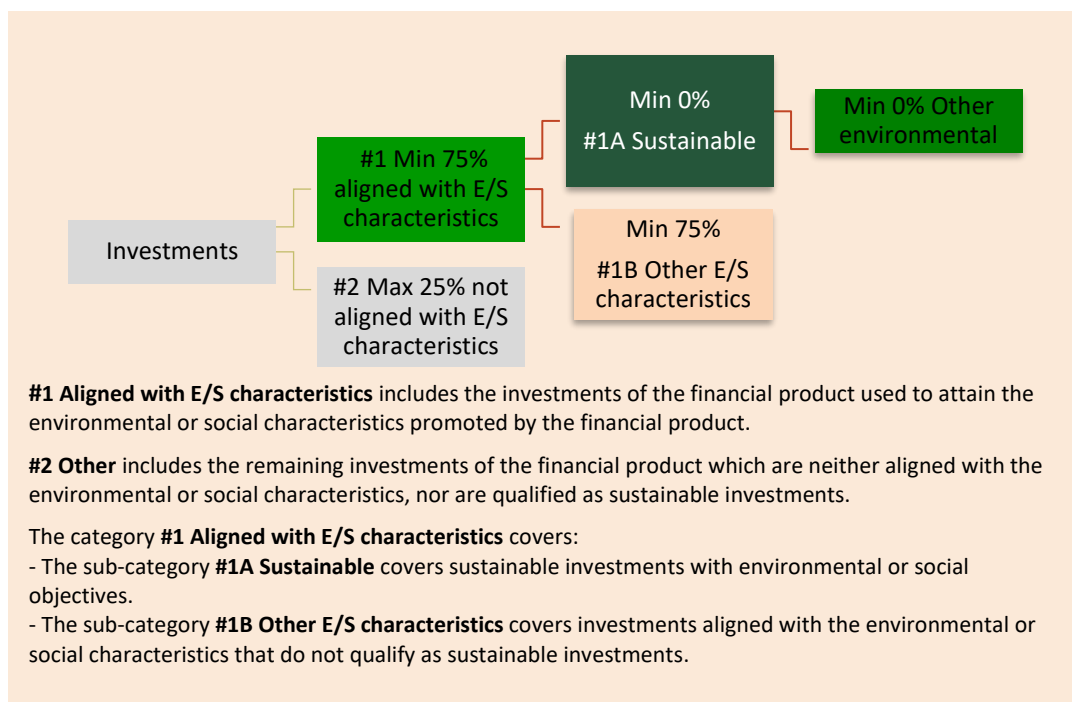 Investments
#1 Min 75%
aligned with E/S
characteristics
#2 Max 25% not
aligned with E/S
characteristics
Min 0%
#1A Sustainable
Min 75%
#1B Other E/S
characteristics
Min 0% Other
environmental
#1 Aligned with E/S characteristics includes the investments of the financial product used to attain the
environmental or social characteristics promoted by the financial product.
#2 Other includes the remaining investments of the financial product which are neither aligned with the
environmental or social characteristics, nor are qualified as sustainable investments.
The category #1 Aligned with E/S characteristics covers:
- The sub-category #1A Sustainable covers sustainable investments with environmental or social
objectives.
- The sub-category #1B Other E/S characteristics covers investments aligned with the environmental or
social characteristics that do not qualify as sustainable investments.